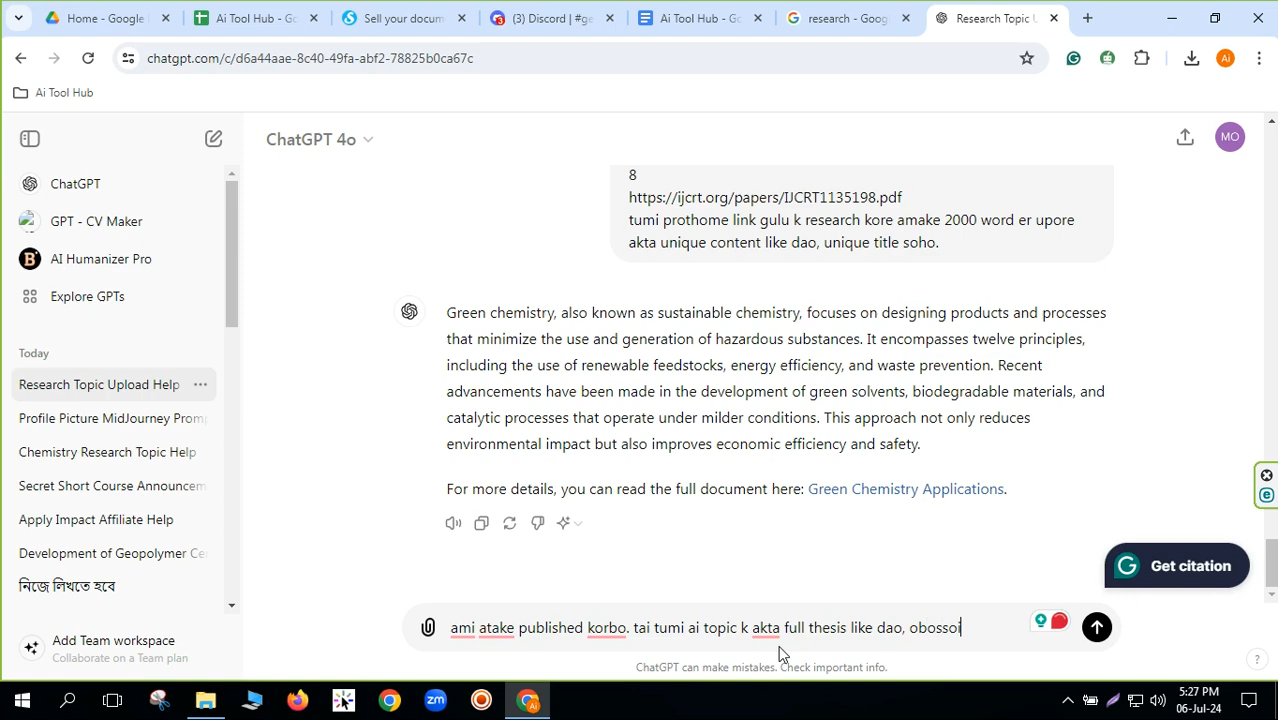 Home - Google
Ai Tool Hub - Go
Sell your docum
(3) Discord | #ge
Ai Tool Hub - Go
research - Goog
Research Topic U
chatgpt.com/c/d6a44aae-8c40-49fa-abf2-78825b0ca67c
Ai
Ai Tool Hub
ChatGPT 4o
MO
ChatGPT
GPT - CV Maker
AI Humanizer Pro
Explore GPTs
Today
Research Topic Upload Help
Profile Picture MidJourney Prom
Chemistry Research Topic Help
Secret Short Course Announcem
Apply Impact Affiliate Help
Development of Geopolymer Ce
নিজে লিখতে হবে
Add Team workspace
Collaborate on a Team plan
8
https://ijcrt.org/papers/IJCRT1135198.pdf
tumi prothome link gulu k research kore amake 2000 word er upore
akta unique content like dao, unique title soho.
Green chemistry, also known as sustainable chemistry, focuses on designing products and processes
that minimize the use and generation of hazardous substances. It encompasses twelve principles,
including the use of renewable feedstocks, energy efficiency, and waste prevention. Recent
advancements have been made in the development of green solvents, biodegradable materials, and
catalytic processes that operate under milder conditions. This approach not only reduces
environmental impact but also improves economic efficiency and safety.
For more details, you can read the full document here: Green Chemistry Applications.
Get citation
ami atake published korbo. tai tumi ai topic k akta full thesis like dao, obossoi
ChatGPT can make mistakes. Check important info.
?
zm
5:27 PM
06-Jul-24